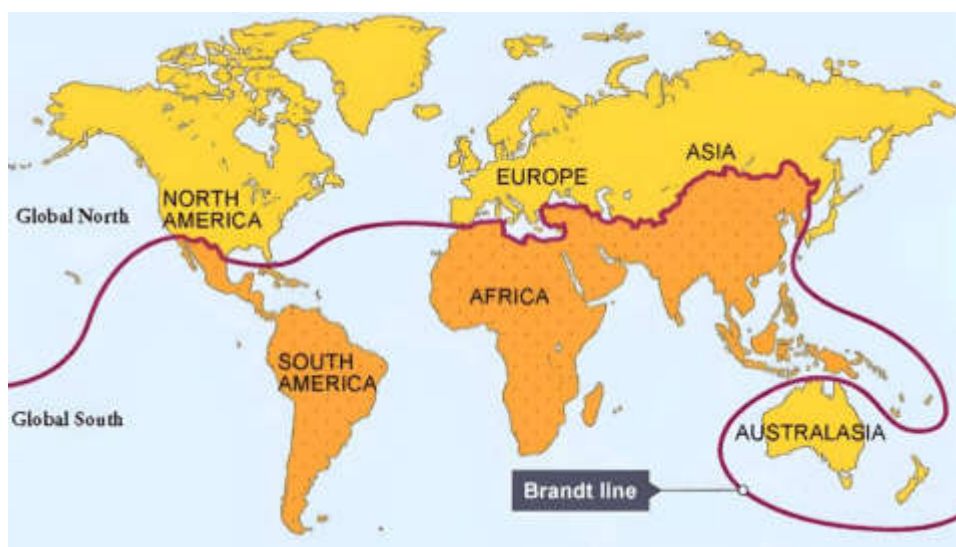 ASIA
EUROPE
NORTH
AMERICA
Global North
AFRICA
SOUTH
AMERICA
Global South
AUSTRALASIA
Brandt line